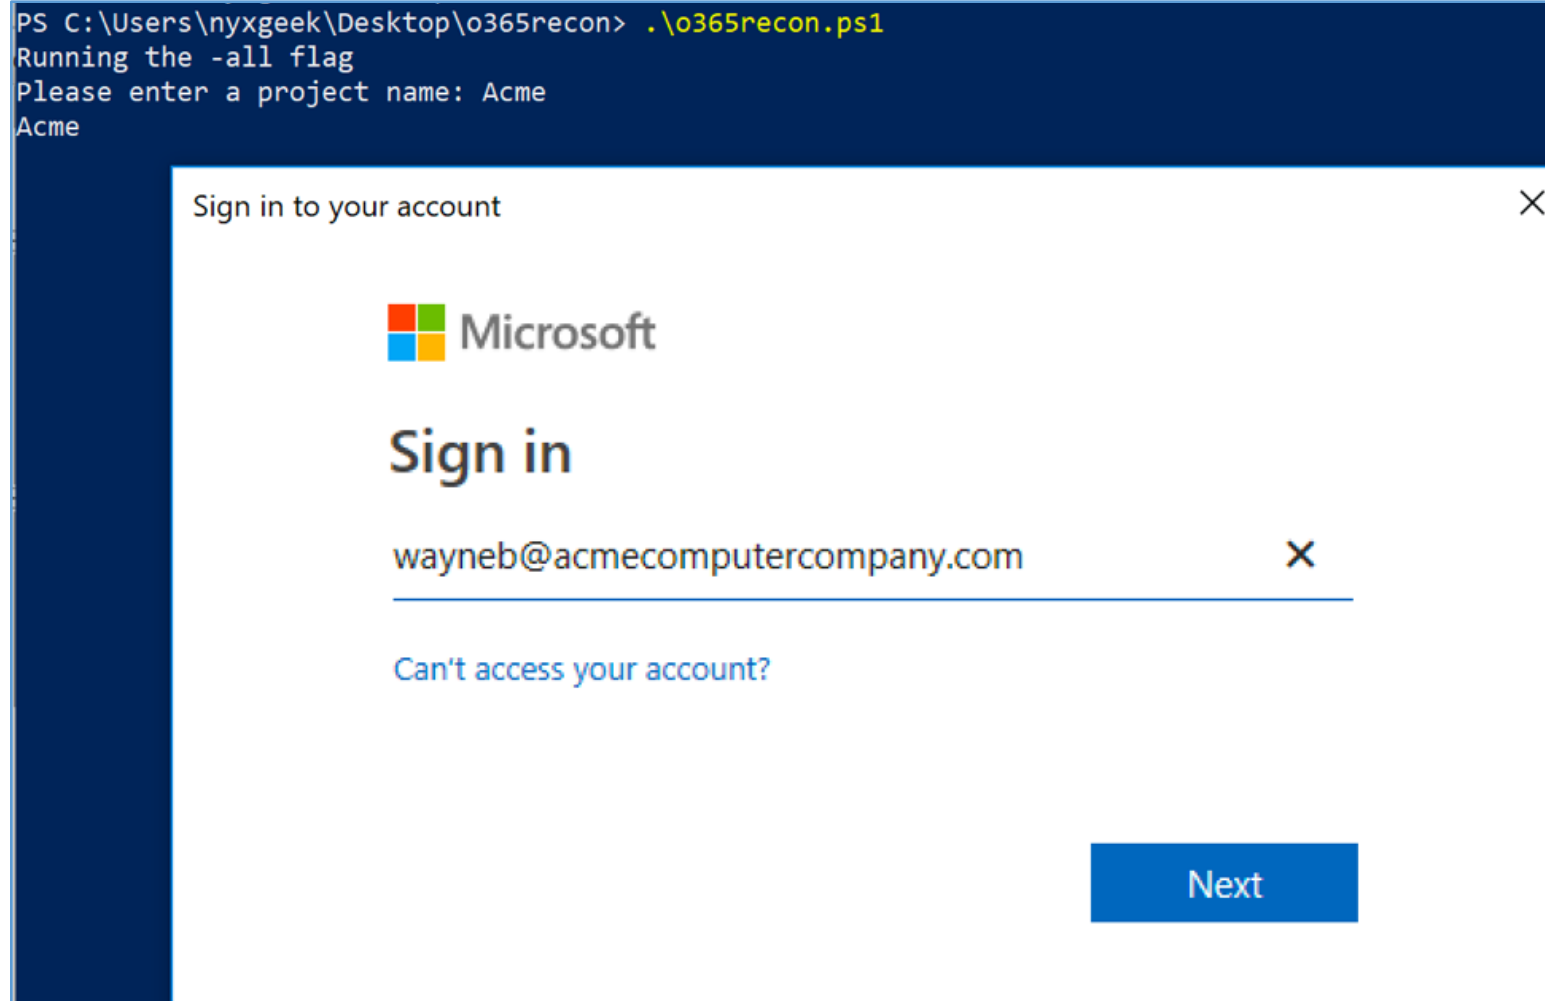 PS C:\Users\nyxgeek\Desktop\o365recon> .\o365recon.ps1
Running the -all flag
Please enter a project name: Acme
Acme
Sign in to your account
Microsoft
Sign in
wayneb@acmecomputercompany.com
Can't access your account?
Next